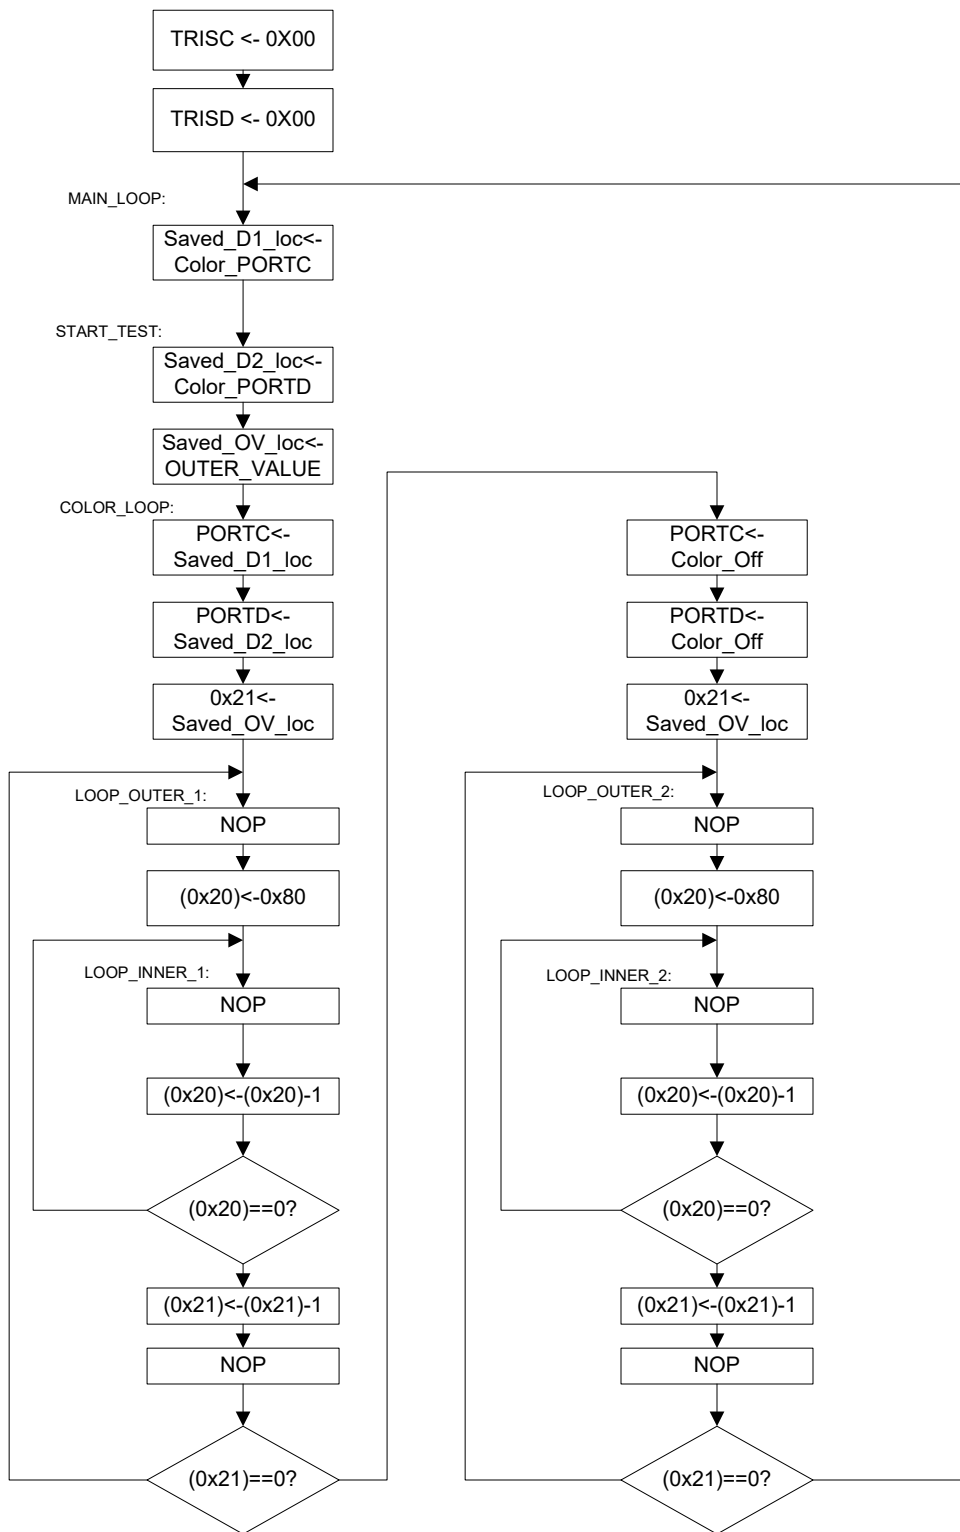 TRISC <- 0X00
TRISD <- 0X00
MAIN_LOOP:
Saved_D1_loc<-
Color_PORTC
START_TEST:
Saved_D2_loc<-
Color_PORTD
Saved_OV_loc<-
OUTER_VALUE
COLOR_LOOP:
PORTC<-
Saved_D1_loc
PORTD<-
Saved_D2_loc
0x21<-
Saved_OV_loc
LOOP_OUTER_1:
NOP
(0x20)<-0x80
LOOP_INNER_1:
NOP
(0x20)<-(0x20)-1
(0x20)==0?
(0x21)<-(0x21)-1
NOP
(0x21)==0?
PORTC<-
Color_Off
PORTD<-
Color_Off
0x21<-
Saved_OV_loc
LOOP_OUTER_2:
NOP
(0x20)<-0x80
LOOP_INNER_2:
NOP
(0x20)<-(0x20)-1
(0x20)==0?
(0x21)<-(0x21)-1
NOP
(0x21)==0?